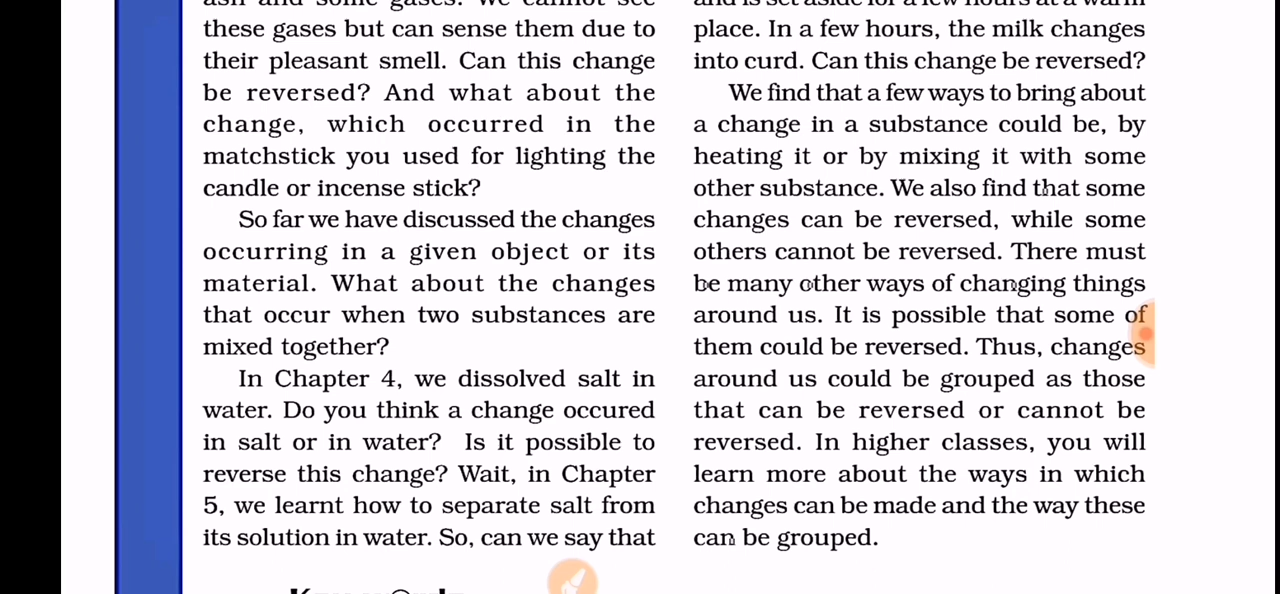 these gases but can sense them due to
their pleasant smell. Can this change
be reversed? And what about the
change, which occurred in the
matchstick you used for lighting the
candle or incense stick?
So far we have discussed the changes
occurring in a given object or its
material. What about the changes
that occur when two substances are
mixed together?
In Chapter 4, we dissolved salt in
water. Do you think a change occured
in salt or in water? Is it possible to
reverse this change? Wait, in Chapter
5, we learnt how to separate salt from
its solution in water. So, can we say that
place. In a few hours, the milk changes
into curd. Can this change be reversed?
We find that a few ways to bring about
a change in a substance could be, by
heating it or by mixing it with some
other substance. We also find that some
changes can be reversed, while some
others cannot be reversed. There must
be many other ways of changing things
around us. It is possible that some of
them could be reversed. Thus, changes
around us could be grouped as those
that can be reversed or cannot be
reversed. In higher classes, you will
learn more about the ways in which
changes can be made and the way these
can be grouped.